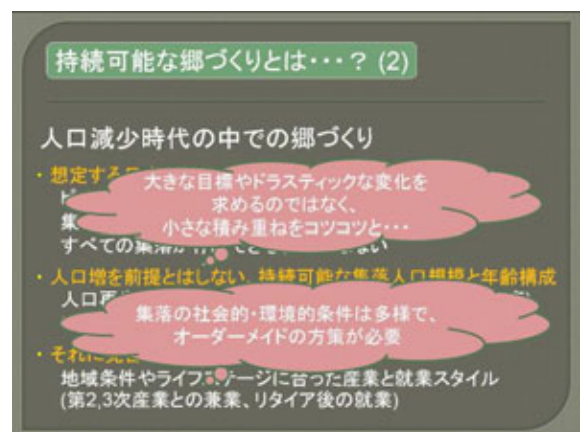 持続可能な郷づくりとは・・・？ (2)
人口減少時代の中での郷づくり
・想定する
大きな目標やドラスティックな変化を
求めるのではなく、
小さな積み重ねをコツコツと・・・
集
すべての集落が
ない
・人口増を前提とはしない、持続可能な集落人口規模と年齢構成
人口再
集落の社会的・環境的条件は多様で、
オーダーメイドの方策が必要
・それに
地域条件やライフステージに合った産業と就業スタイル
(第2,3次産業との兼業、リタイア後の就業)